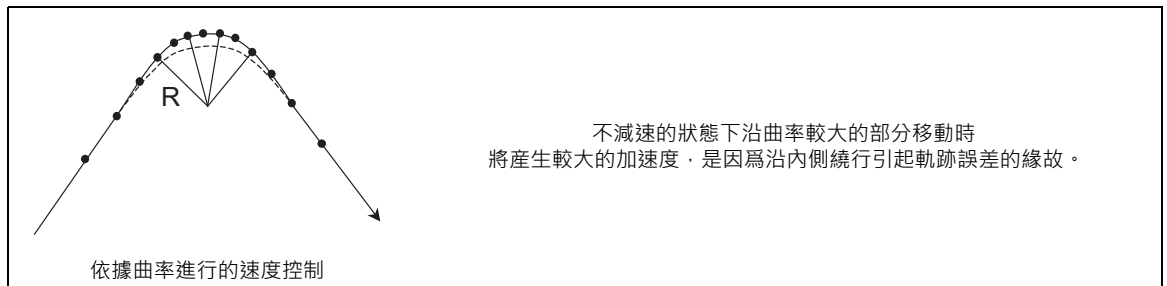 R
不減速的狀態下沿曲率較大的部分移動時
將産生較大的加速度，是因爲沿內側繞行引起軌跡誤差的緣故。
依據曲率進行的速度控制